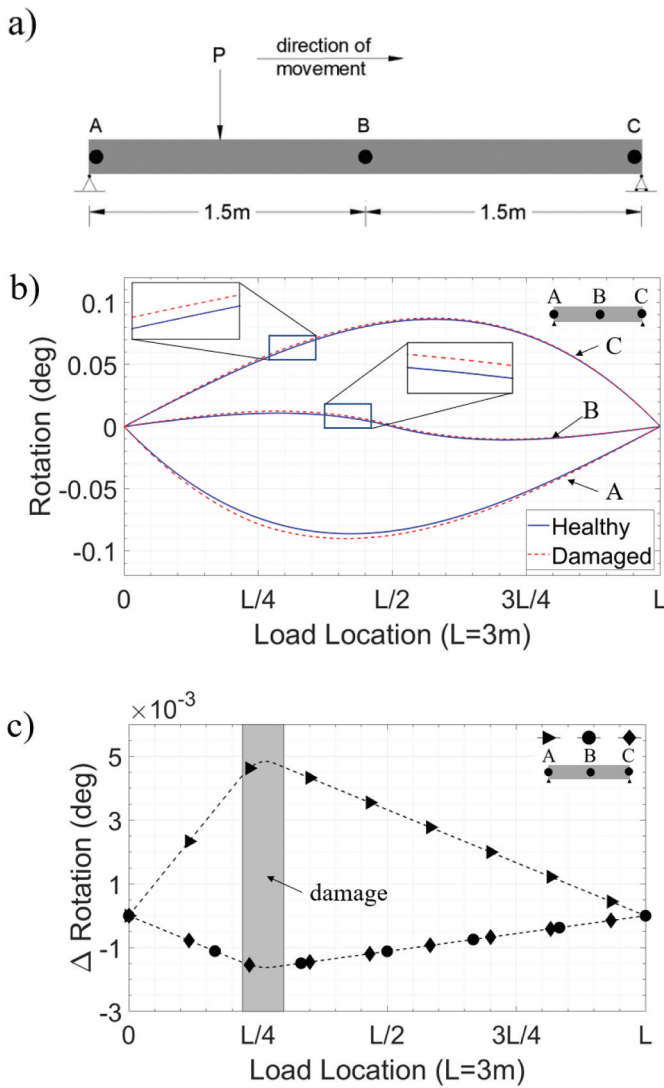 a)
P
direction of
movement
A
B
C
1.5m
1.5m
b)
0.1
0.05
0
-0.05
-0.1
Rotation (deg)
A B C
C
B
A
Healthy
Damaged
0
L/4
L/2
3L/4
L
Load Location (L=3m)
c)
×10⁻³
5
3
1
-1
-3
Δ Rotation (deg)
A B C
damage
0
L/4
L/2
3L/4
L
Load Location (L=3m)